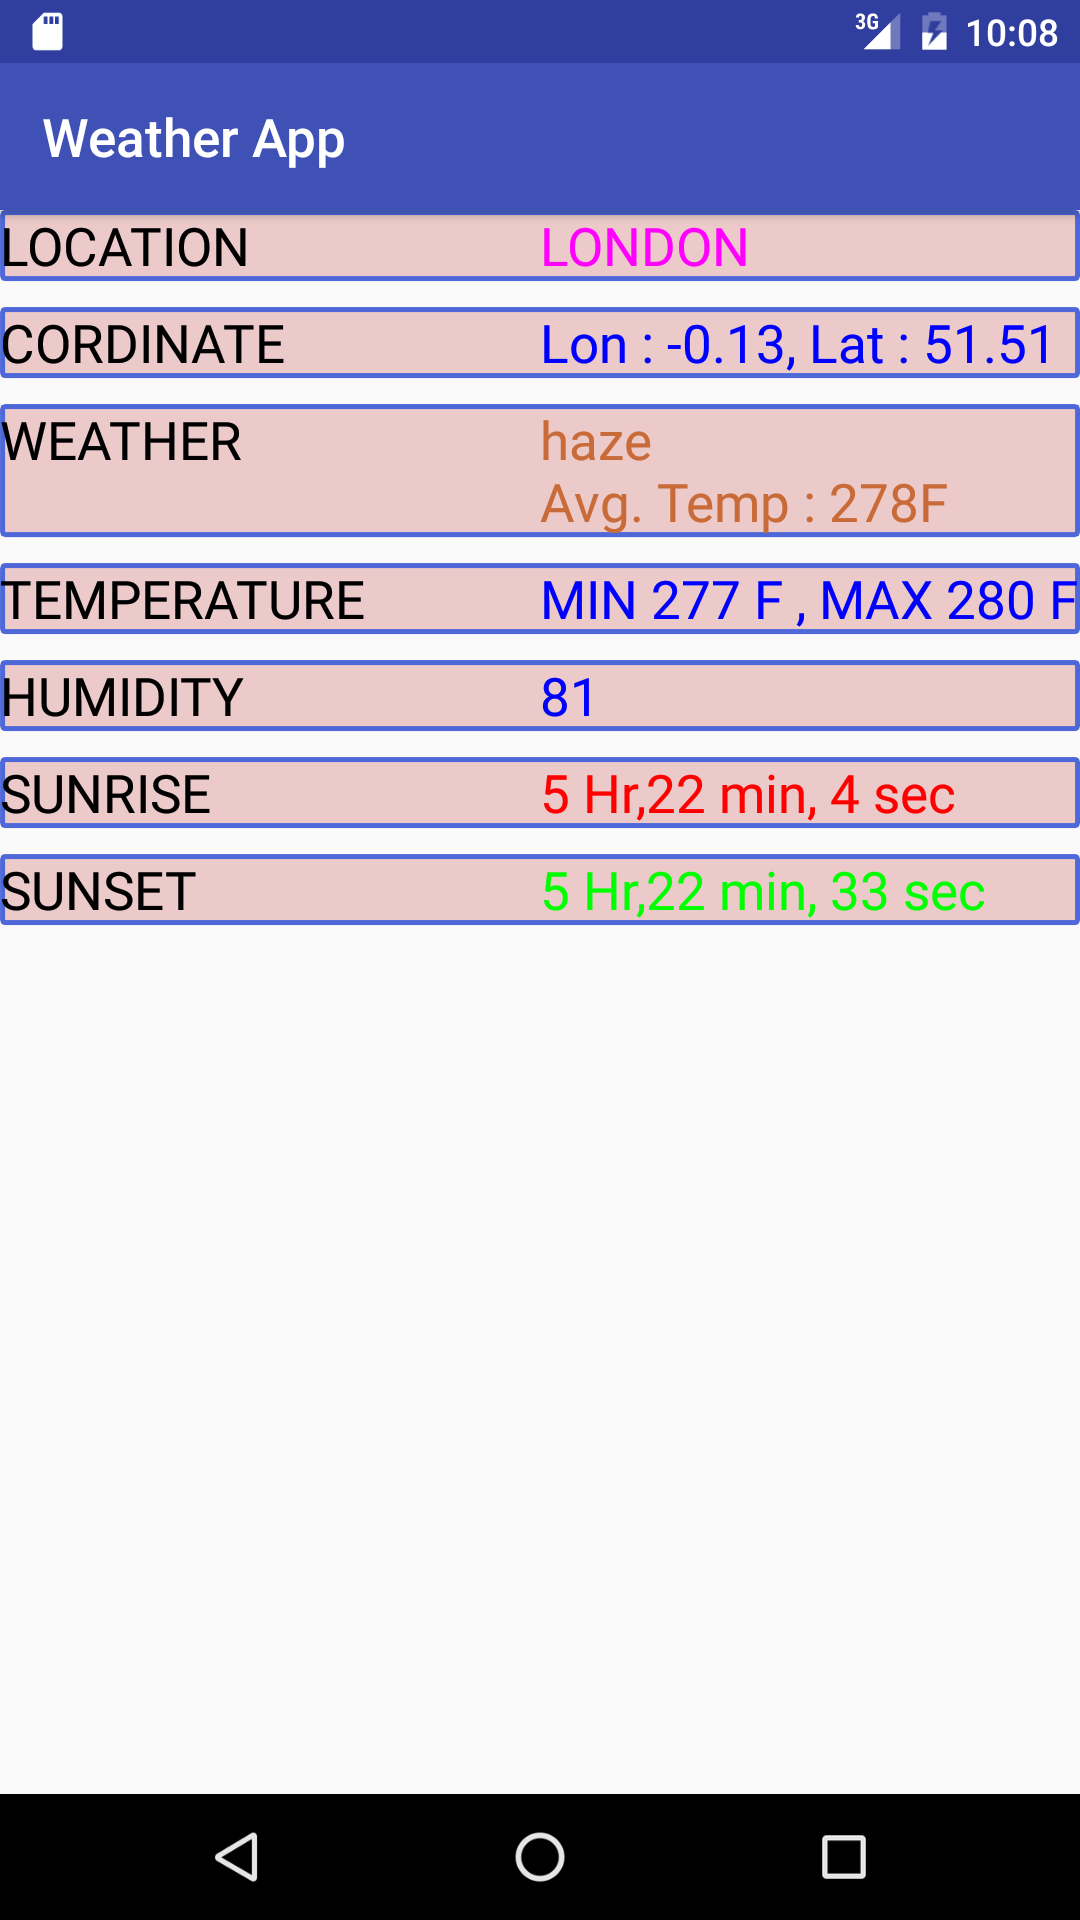 3G 10:08
Weather App
LOCATION LONDON
CORDINATE Lon : -0.13, Lat : 51.51
WEATHER haze
Avg. Temp : 278F
TEMPERATURE MIN 277 F , MAX 280 F
HUMIDITY 81
SUNRISE 5 Hr,22 min, 4 sec
SUNSET 5 Hr,22 min, 33 sec